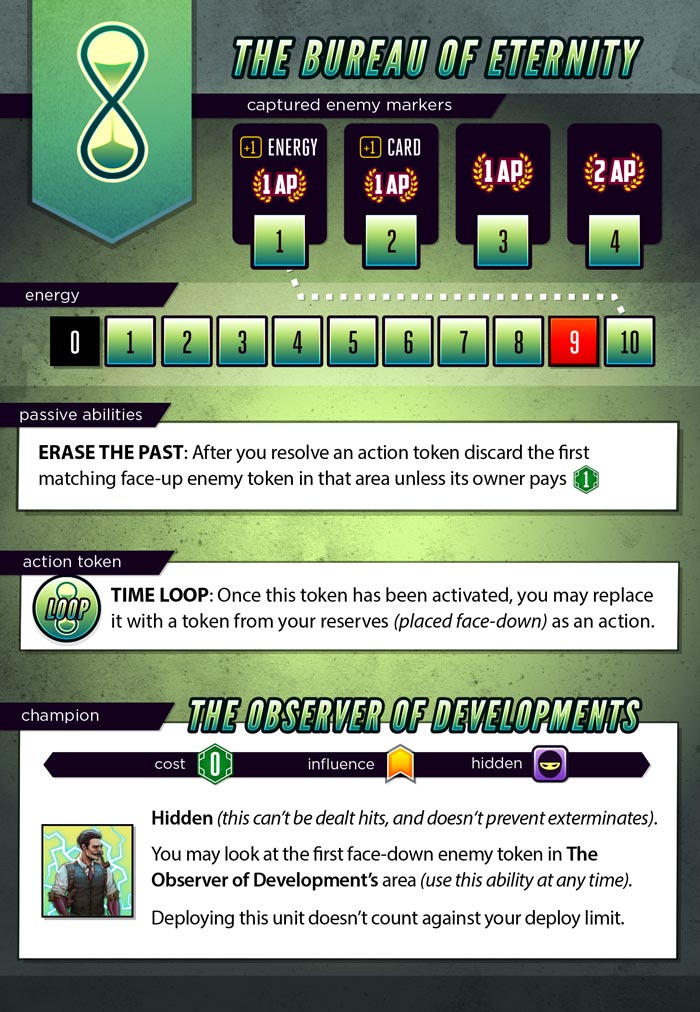 THE BUREAU OF ETERNITY
captured enemy markers
+1 ENERGY
1 AP
1
+1 CARD
1 AP
2
1 AP
3
2 AP
4
energy
0 1 2 3 4 5 6 7 8 9 10
passive abilities
ERASE THE PAST: After you resolve an action token discard the first
matching face-up enemy token in that area unless its owner pays 1
action token
LOOP
TIME LOOP: Once this token has been activated, you may replace
it with a token from your reserves (placed face-down) as an action.
champion
THE OBSERVER OF DEVELOPMENTS
cost 0 influence hidden
Hidden (this can't be dealt hits, and doesn't prevent exterminates).
You may look at the first face-down enemy token in The
Observer of Development's area (use this ability at any time).
Deploying this unit doesn't count against your deploy limit.